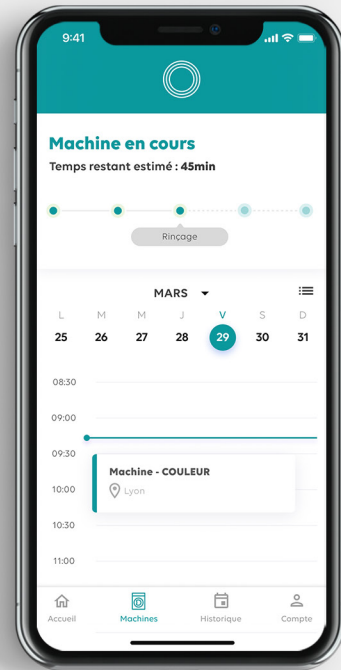 9:41
Machine en cours
Temps restant estimé : 45min
Rinçage
MARS
L M M J V S D
25 26 27 28 29 30 31
08:30
09:00
09:30
Machine - COULEUR
10:00
Lyon
10:30
11:00
Accueil Machines Historique Compte